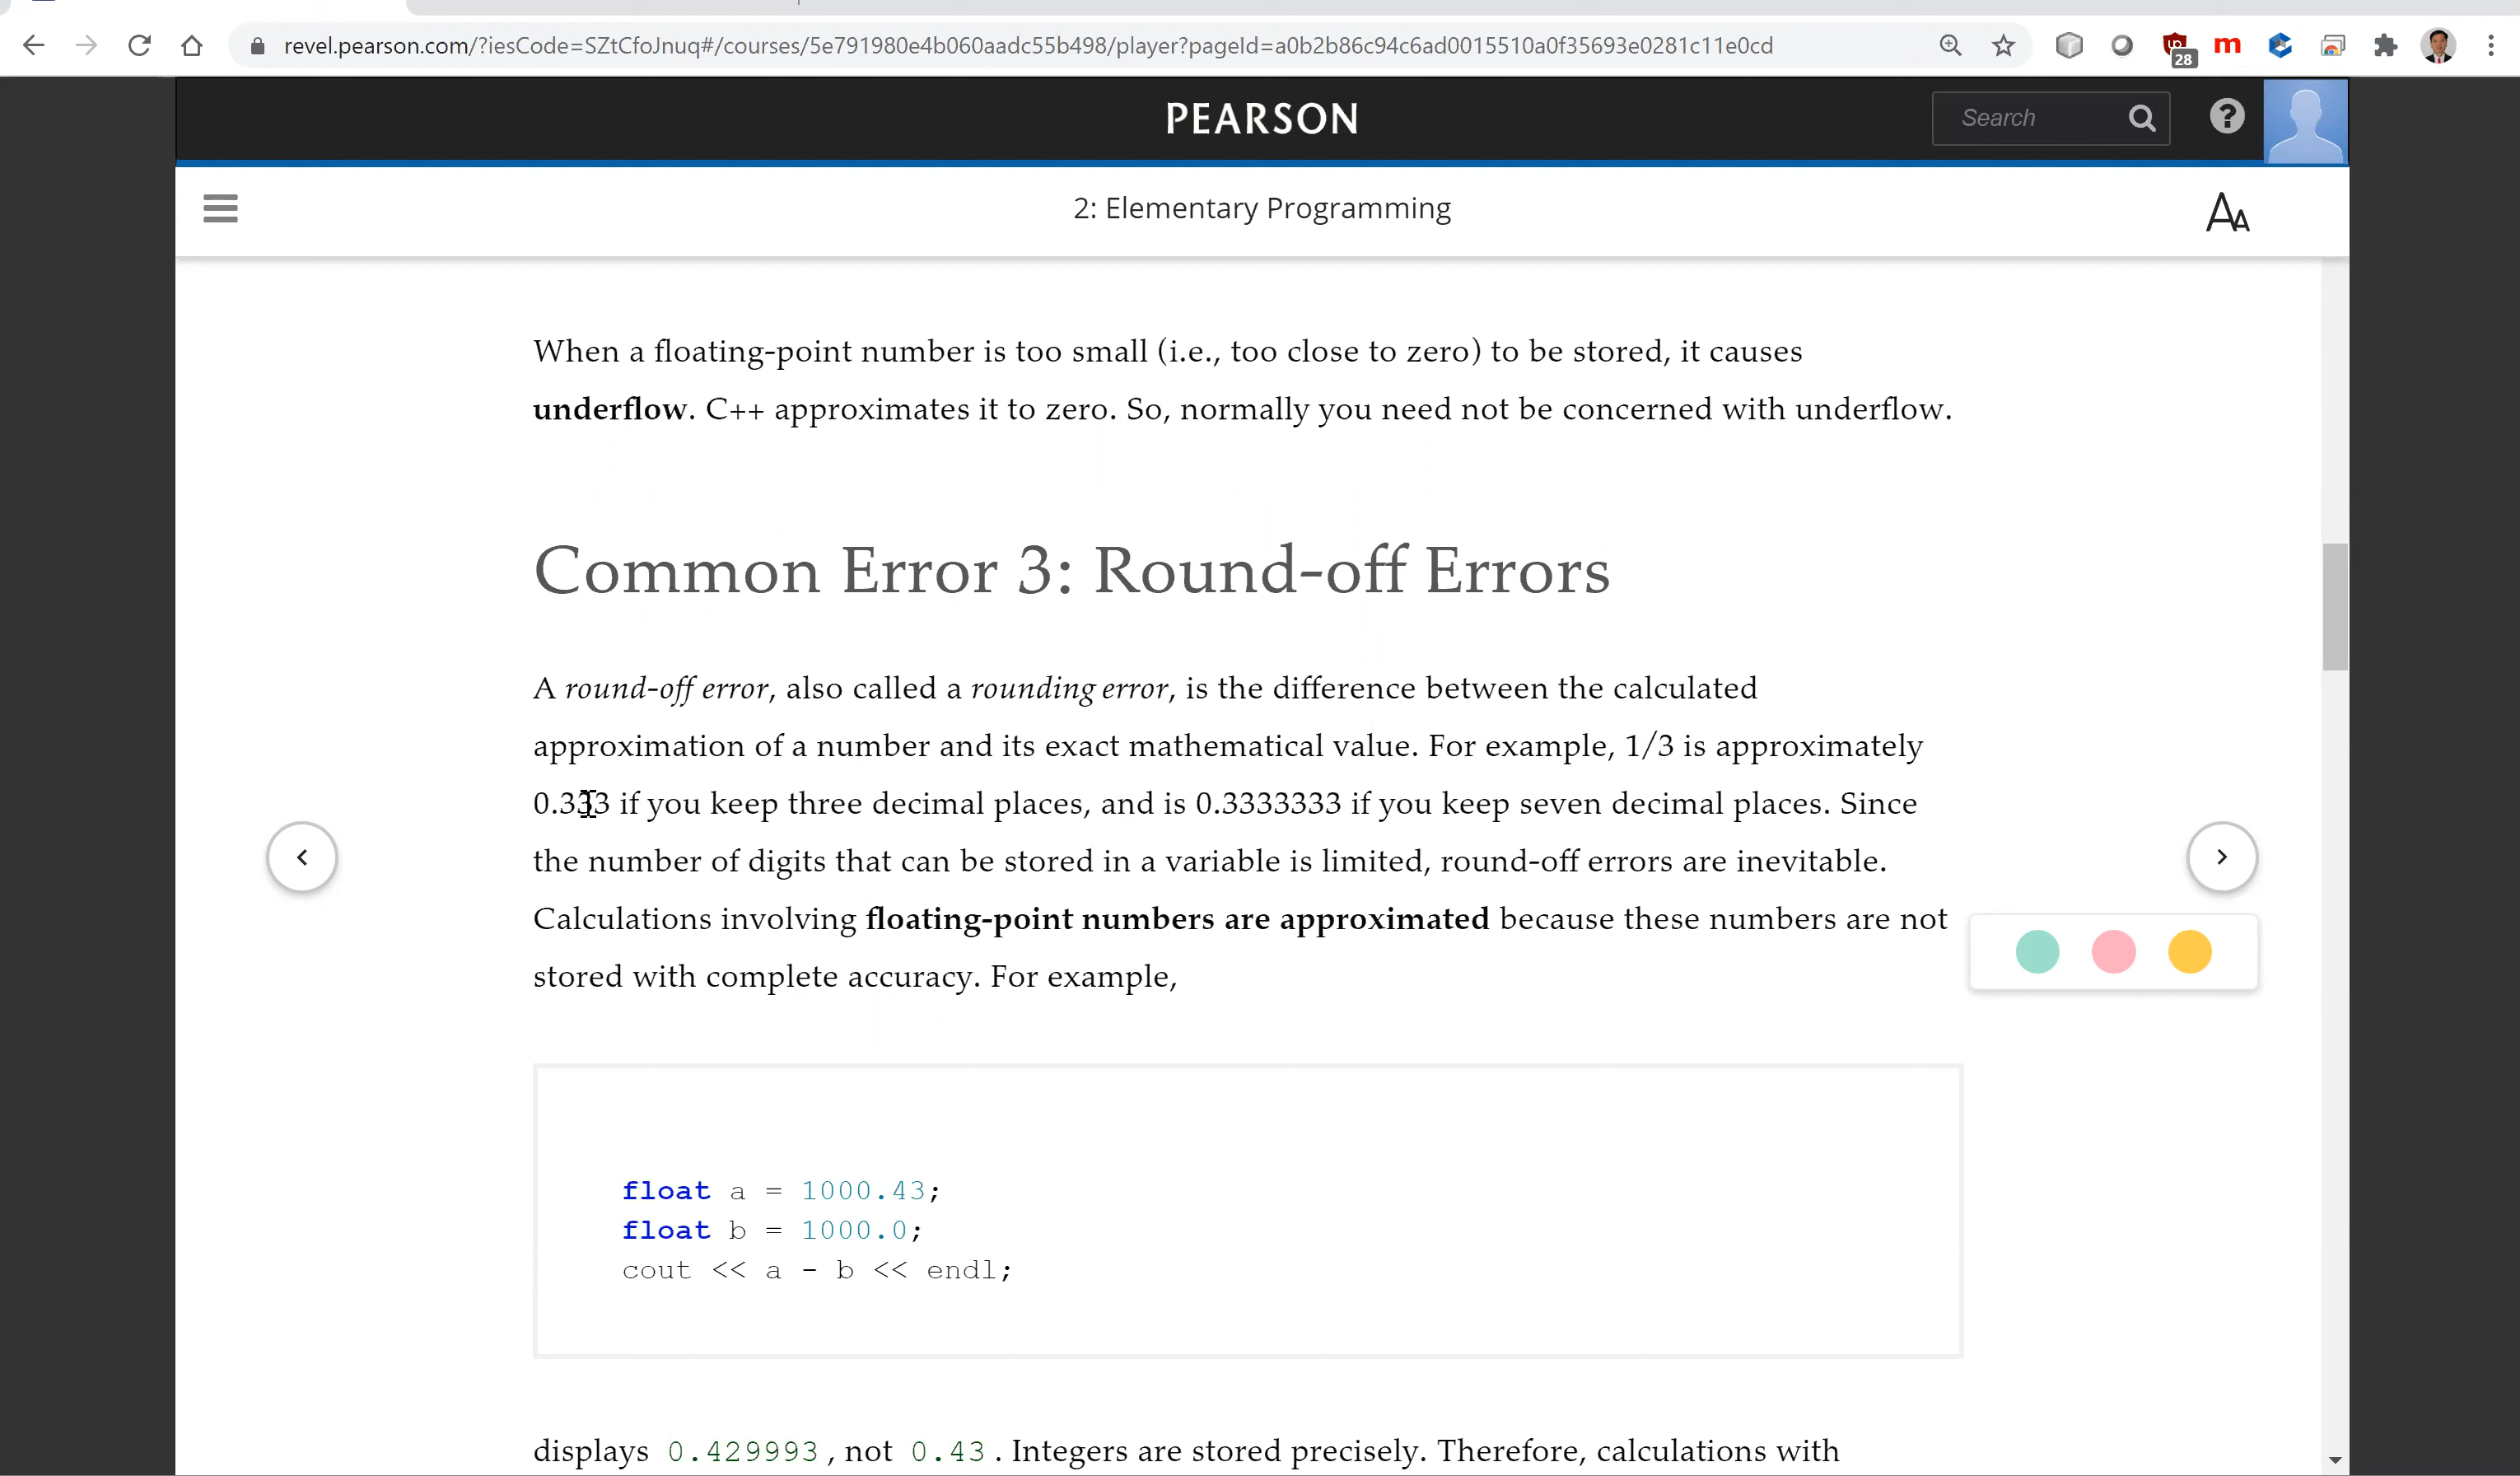 revel.pearson.com/?iesCode=SZtCfoJnuq#/courses/5e791980e4b060aadc55b498/player?pageId=a0b2b86c94c6ad0015510a0f35693e0281c11e0cd
28
m
PEARSON
Search
?
2: Elementary Programming
AA
When a floating-point number is too small (i.e., too close to zero) to be stored, it causes
underflow. C++ approximates it to zero. So, normally you need not be concerned with underflow.
Common Error 3: Round-off Errors
A round-off error, also called a rounding error, is the difference between the calculated
approximation of a number and its exact mathematical value. For example, 1/3 is approximately
0.333 if you keep three decimal places, and is 0.3333333 if you keep seven decimal places. Since
the number of digits that can be stored in a variable is limited, round-off errors are inevitable.
Calculations involving floating-point numbers are approximated because these numbers are not
stored with complete accuracy. For example,
float a = 1000.43;
float b = 1000.0;
cout << a - b << endl;
displays 0.429993, not 0.43. Integers are stored precisely. Therefore, calculations with